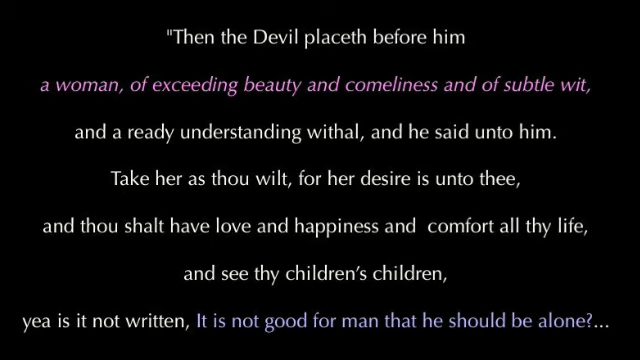 "Then the Devil placeth before him
a woman, of exceeding beauty and comeliness and of subtle wit,
and a ready understanding withal, and he said unto him.
Take her as thou wilt, for her desire is unto thee,
and thou shalt have love and happiness and  comfort all thy life,
and see thy children’s children,
yea is it not written, It is not good for man that he should be alone?...